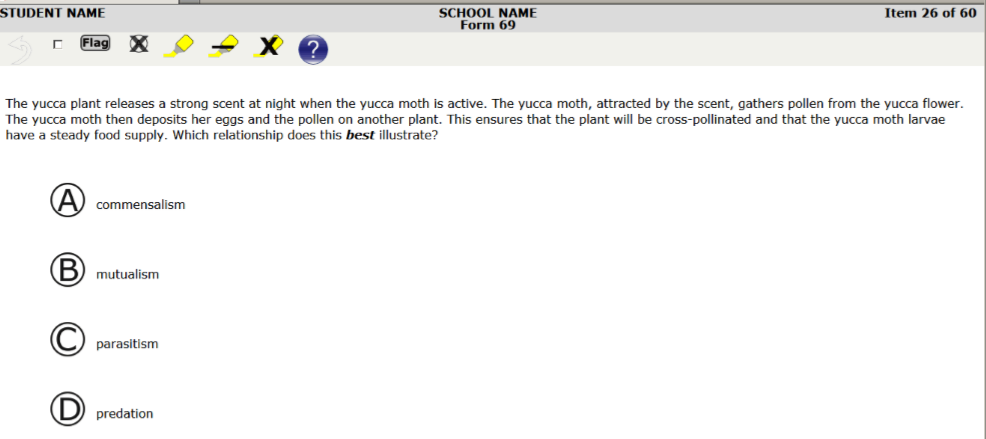 STUDENT NAME SCHOOL NAME Item 26 of 60
Form 69
Flag X X ?
The yucca plant releases a strong scent at night when the yucca moth is active. The yucca moth, attracted by the scent, gathers pollen from the yucca flower.
The yucca moth then deposits her eggs and the pollen on another plant. This ensures that the plant will be cross-pollinated and that the yucca moth larvae
have a steady food supply. Which relationship does this best illustrate?
A commensalism
B mutualism
C parasitism
D predation